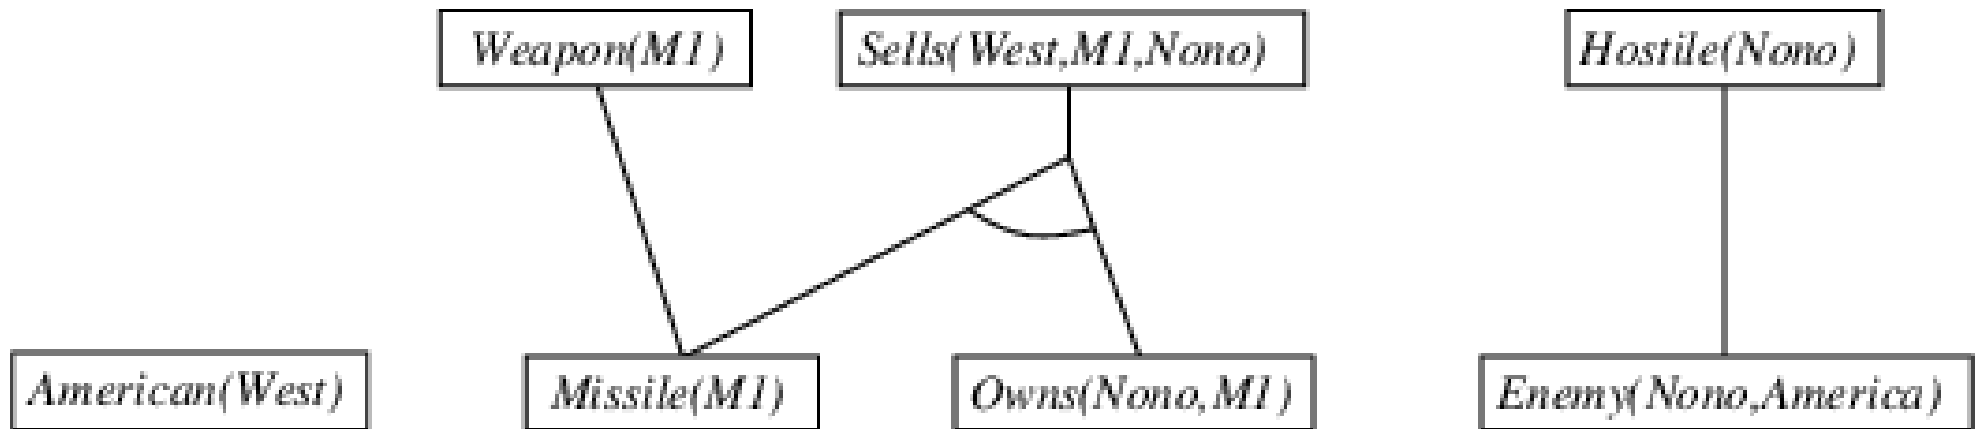 Weapon(M1)
Sells(West,M1,Nono)
Hostile(Nono)
American(West)
Missile(M1)
Owns(Nono,M1)
Enemy(Nono,America)